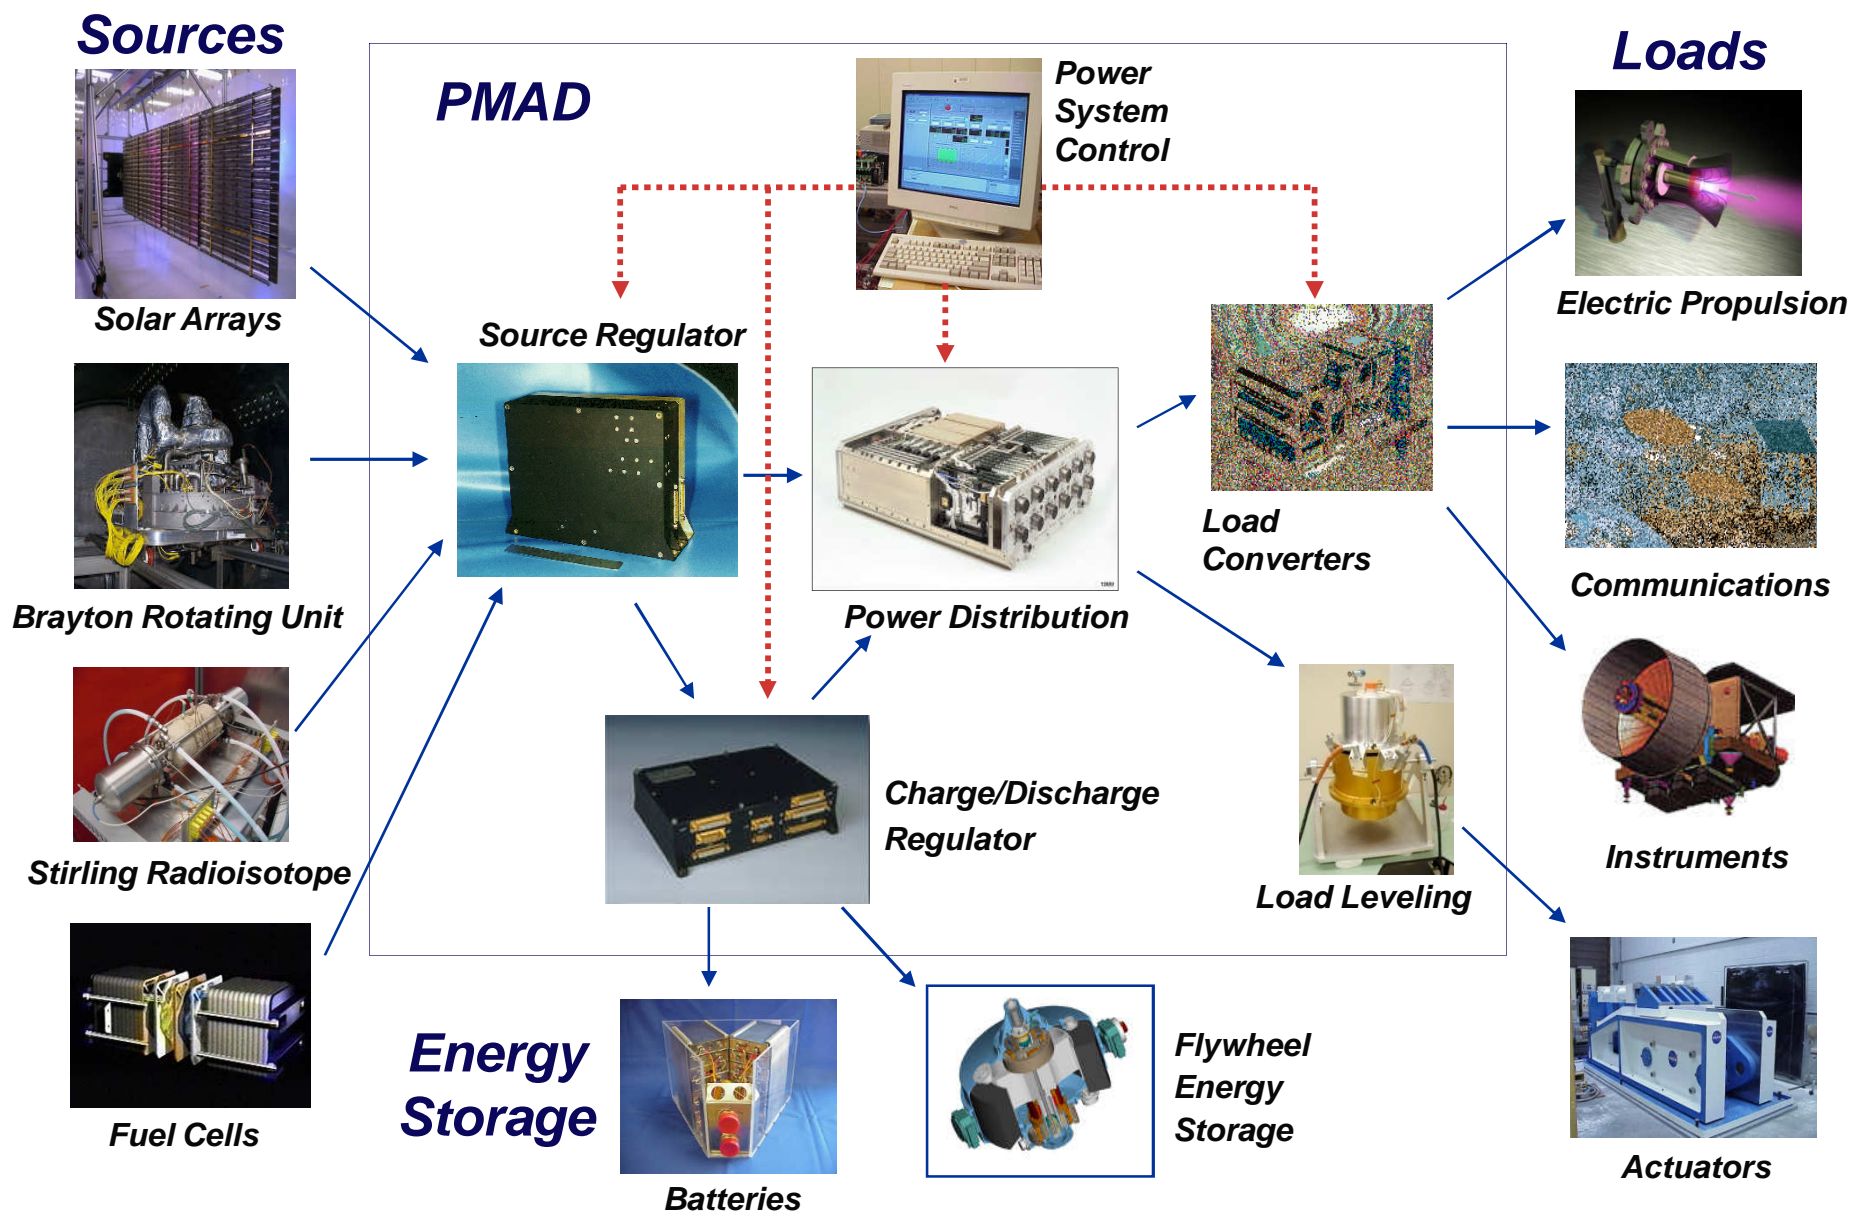 Sources
PMAD
Power
System
Control
Loads
Solar Arrays
Source Regulator
Electric Propulsion
Brayton Rotating Unit
Power Distribution
Load
Converters
Communications
Stirling Radioisotope
Charge/Discharge
Regulator
Load Leveling
Instruments
Fuel Cells
Energy
Storage
Batteries
Flywheel
Energy
Storage
Actuators